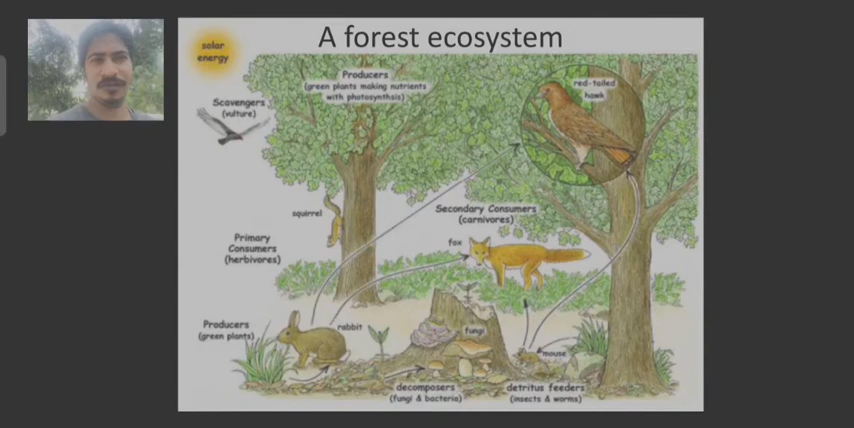 A forest ecosystem
solar
energy
Producers
(green plants making nutrients
with photosynthsis)
red-tailed
hawk
Scavengers
(vulture)
squirrel
Secondary Consumers
(carnivores)
Primary
Consumers
(herbivores)
fox
Producers
(green plants)
rabbit
fungi
mouse
decomposers
(fungi & bacteria)
detritus feeders
(insects & worms)